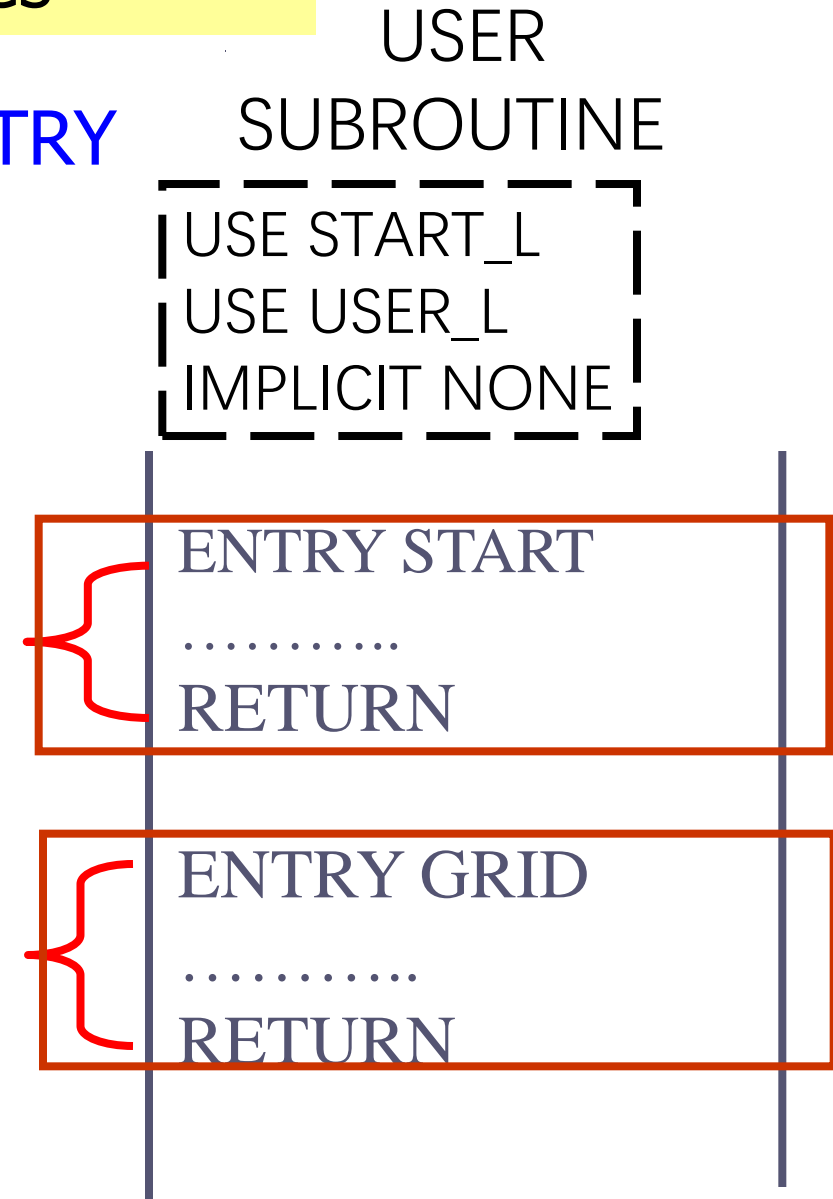 USER
SUBROUTINE
TRY
USE START_L
USE USER_L
IMPLICIT NONE
ENTRY START
...........
RETURN
ENTRY GRID
...........
RETURN